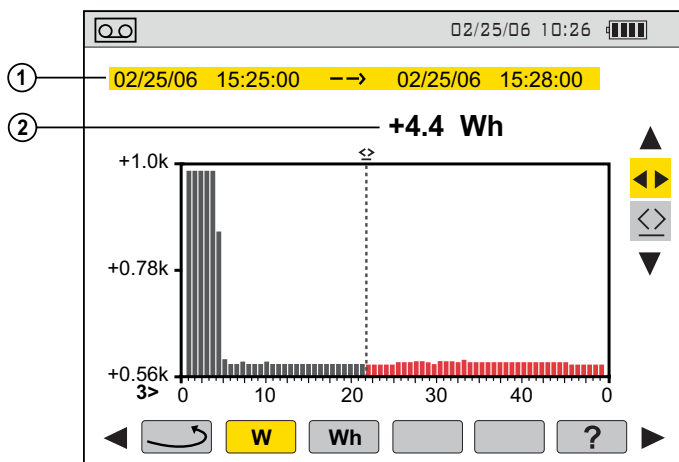 02/25/06 10:26
1 02/25/06 15:25:00 --> 02/25/06 15:28:00
2 +4.4 Wh
<>
+1.0k
<>
+0.78k
+0.56k
3> 0 10 20 30 40 0
W Wh ?